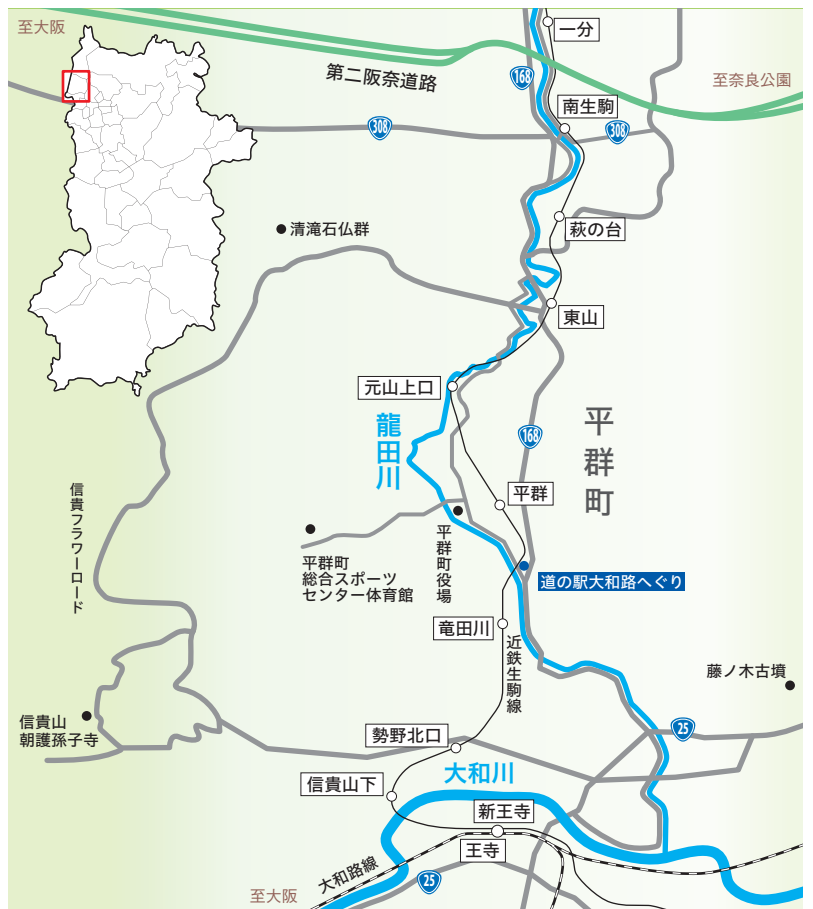 至大阪
一分
168
第二阪奈道路
至奈良公園
南生駒
308
308
萩の台
清滝石仏群
東山
元山上口
龍田川
168
平群町
信貴フラワーロード
平群
平群町役場
平群町
総合スポーツ
センター体育館
道の駅大和路へぐり
竜田川
近鉄生駒線
藤ノ木古墳
信貴山
朝護孫子寺
25
勢野北口
大和川
信貴山下
新王寺
王寺
大和路線
25
至大阪